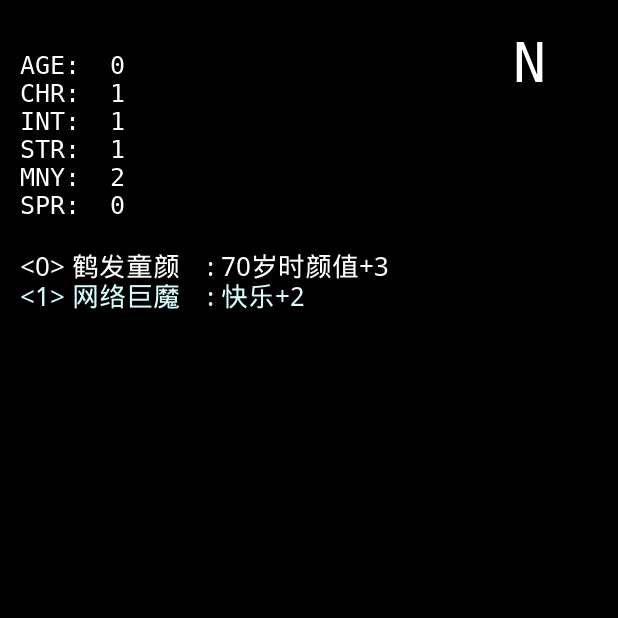 N
AGE: 0
CHR: 1
INT: 1
STR: 1
MNY: 2
SPR: 0
<0> 鹤发童颜 : 70岁时颜值+3
<1> 网络巨魔 : 快乐+2